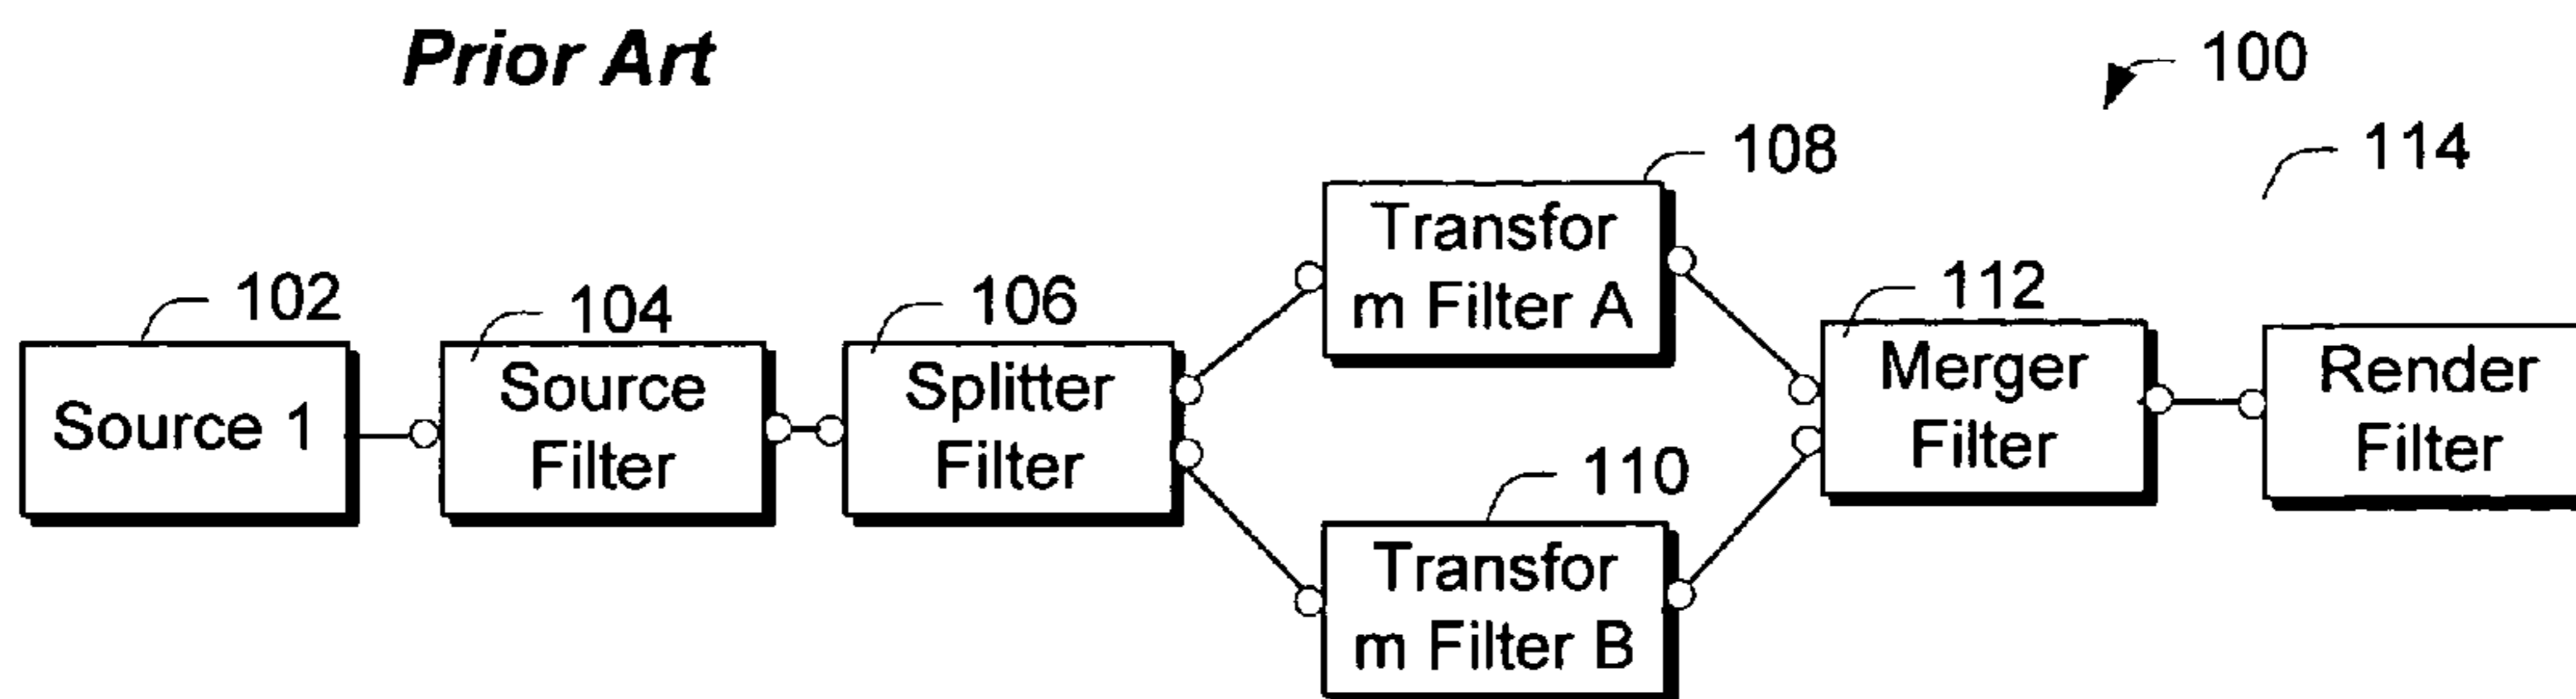 Prior Art
100
114
108
Transfor
m Filter A
102
Source 1
104
Source
Filter
106
Splitter
Filter
110
Transfor
m Filter B
112
Merger
Filter
Render
Filter